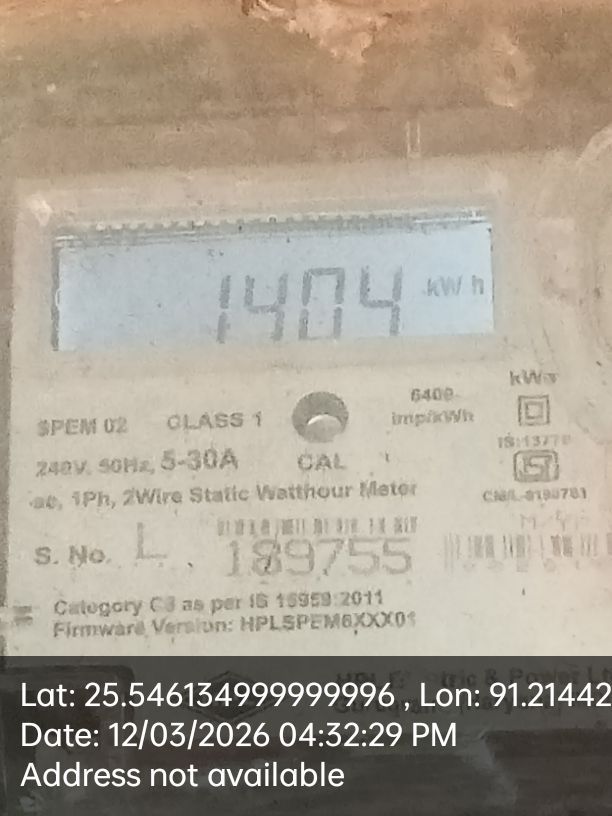 1404 kWh
6400
SPEM 02 CLASS 1 imp/kWh
240V, 50Hz, 5-30A CAL
ac, 1Ph, 2Wire Static Watthour Meter
S. No. L 189755
Category C3 as per IS 15959:2011
Firmware Version: HPLSPEM6XXX01
Lat: 25.546134999999996, Lon: 91.21442
Date: 12/03/2026 04:32:29 PM
Address not available